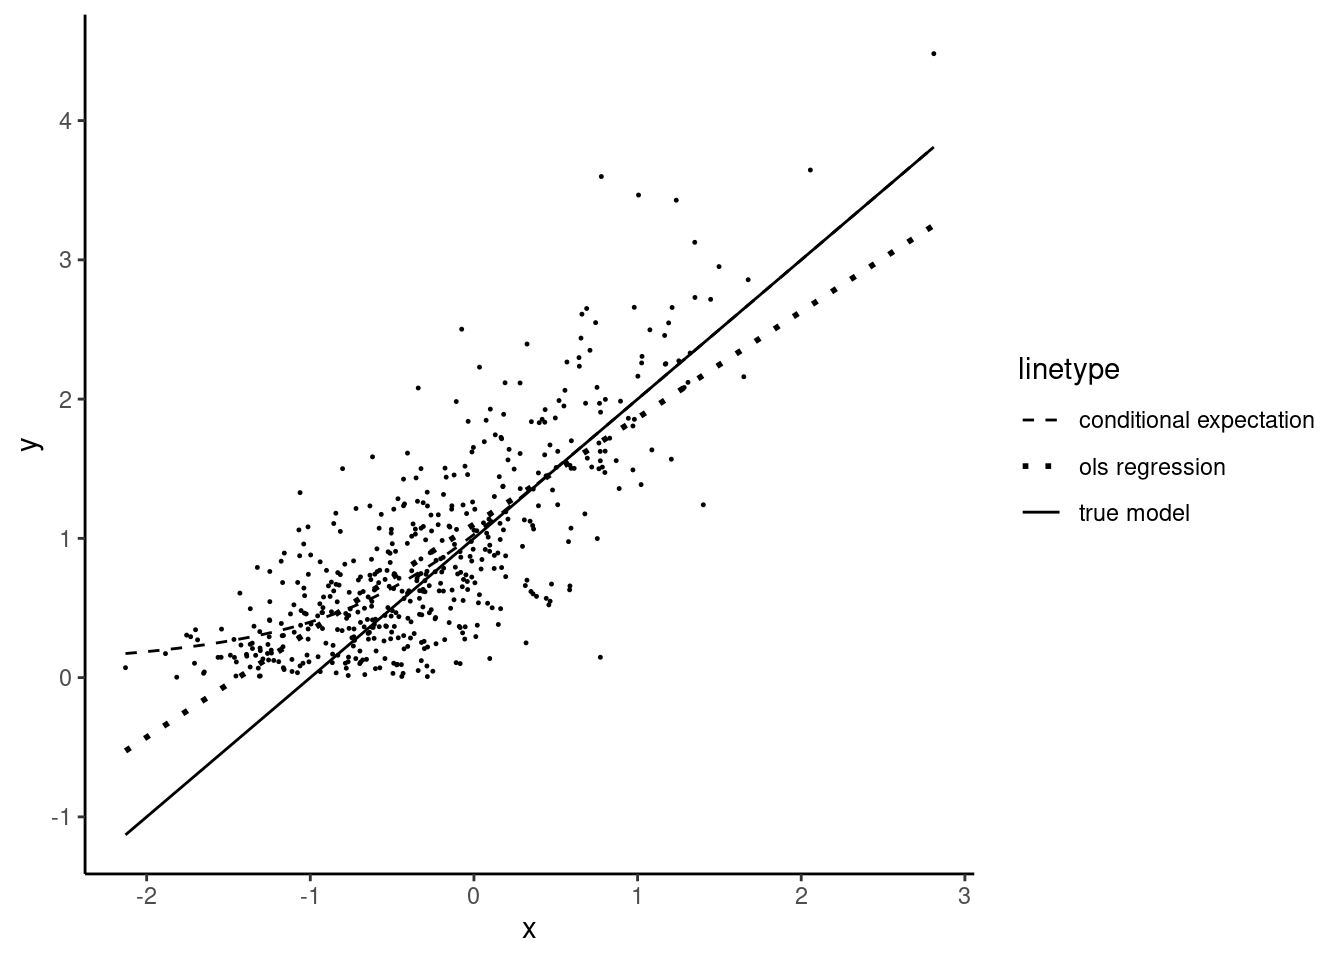 4
3
2
1
0
-1
y
-2
-1
0
1
2
3
x
linetype
conditional expectation
ols regression
true model